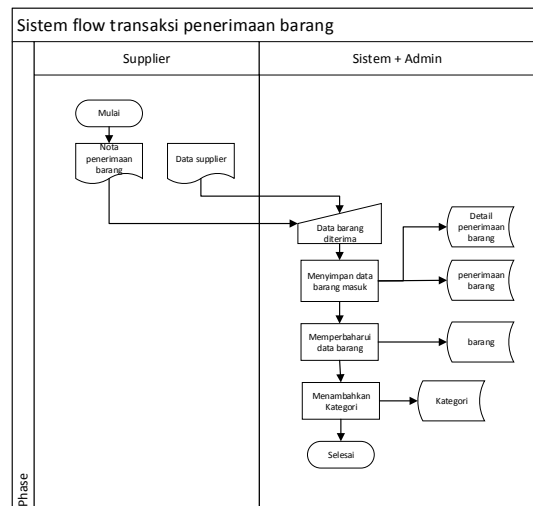 Sistem flow transaksi penerimaan barang
Supplier
Sistem + Admin
Mulai
Nota
penerimaan
barang
Data supplier
Data barang
diterima
Detail
penerimaan
barang
Menyimpan data
barang masuk
penerimaan
barang
Memperbaharui
data barang
barang
Menambahkan
Kategori
Kategori
Selesai
Phase